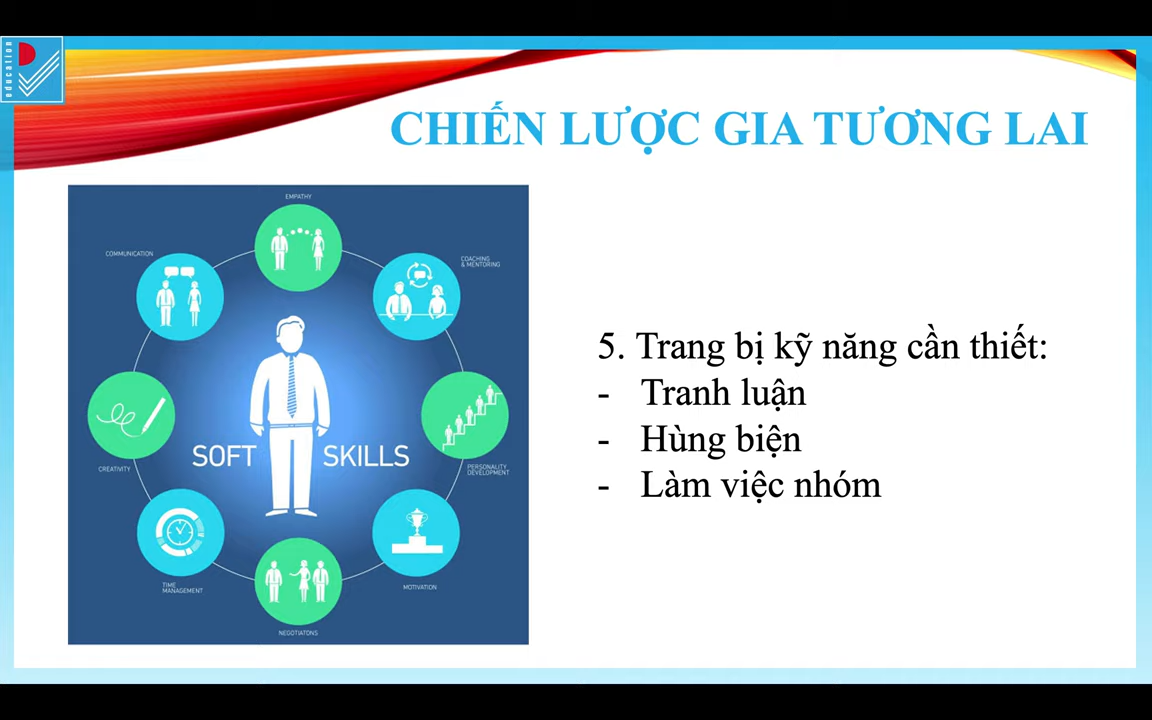 education
CHIẾN LƯỢC GIA TƯƠNG LAI
EMPATHY
COMMUNICATION
COACHING
& MENTORING
SOFT SKILLS
CREATIVITY
PERSONALITY
DEVELOPMENT
TIME
MANAGEMENT
MOTIVATION
NEGOTIATONS
5. Trang bị kỹ năng cần thiết:
- Tranh luận
- Hùng biện
- Làm việc nhóm